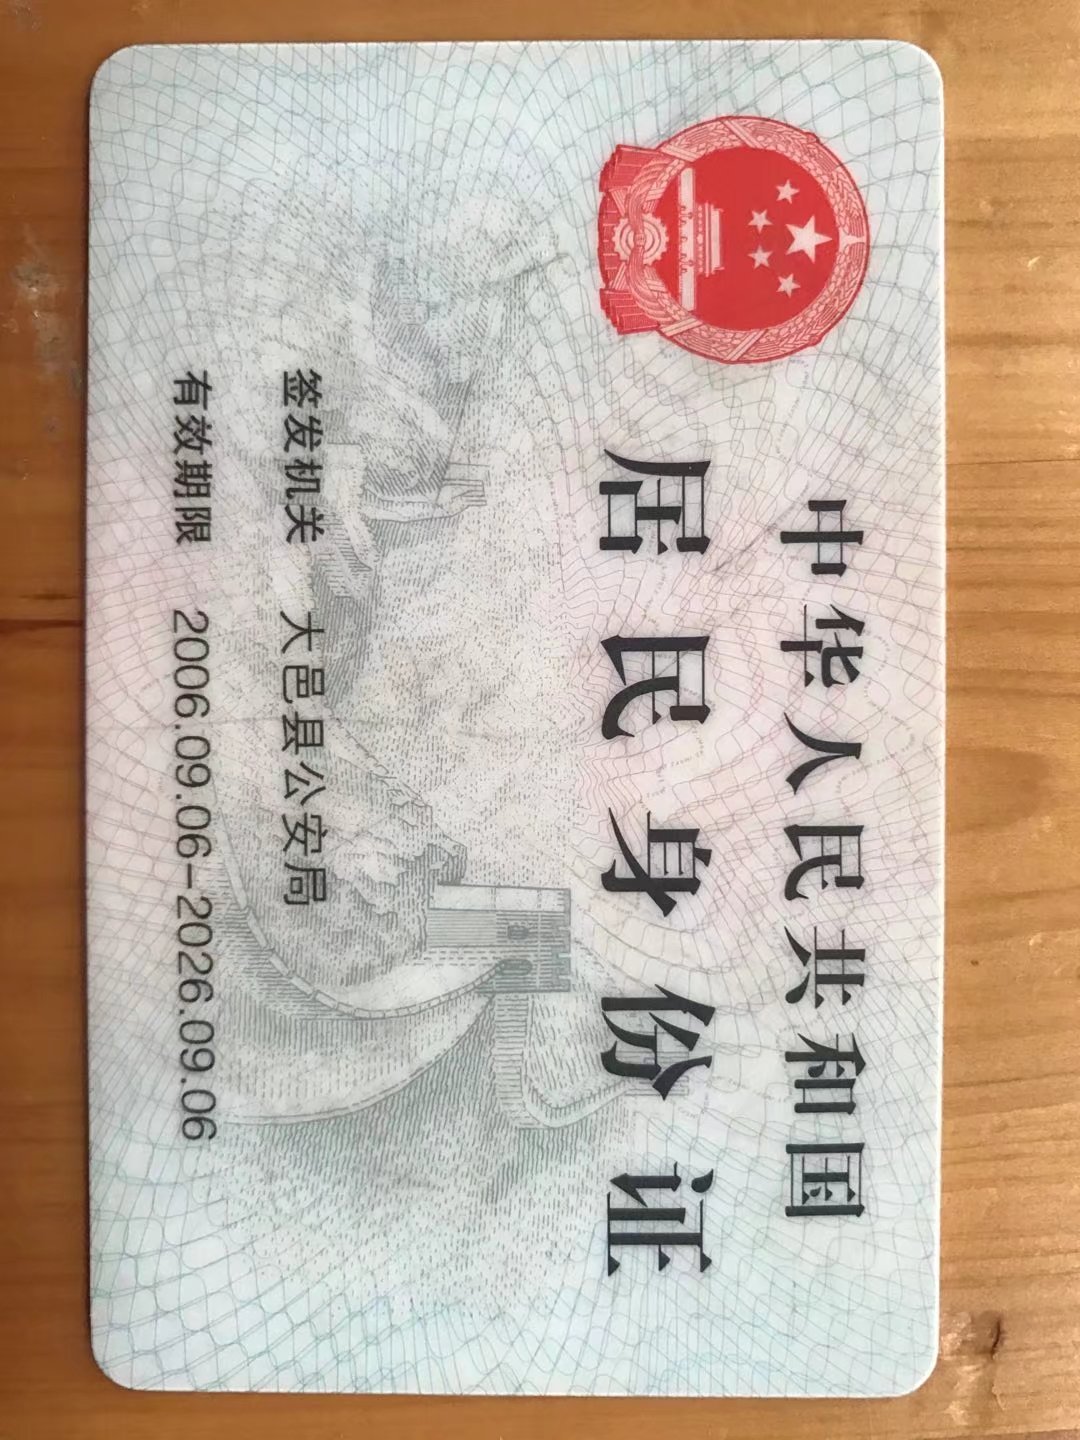 中华人民共和国
居民身份证
签发机关 大邑县公安局
有效期限 2006.09.06-2026.09.06